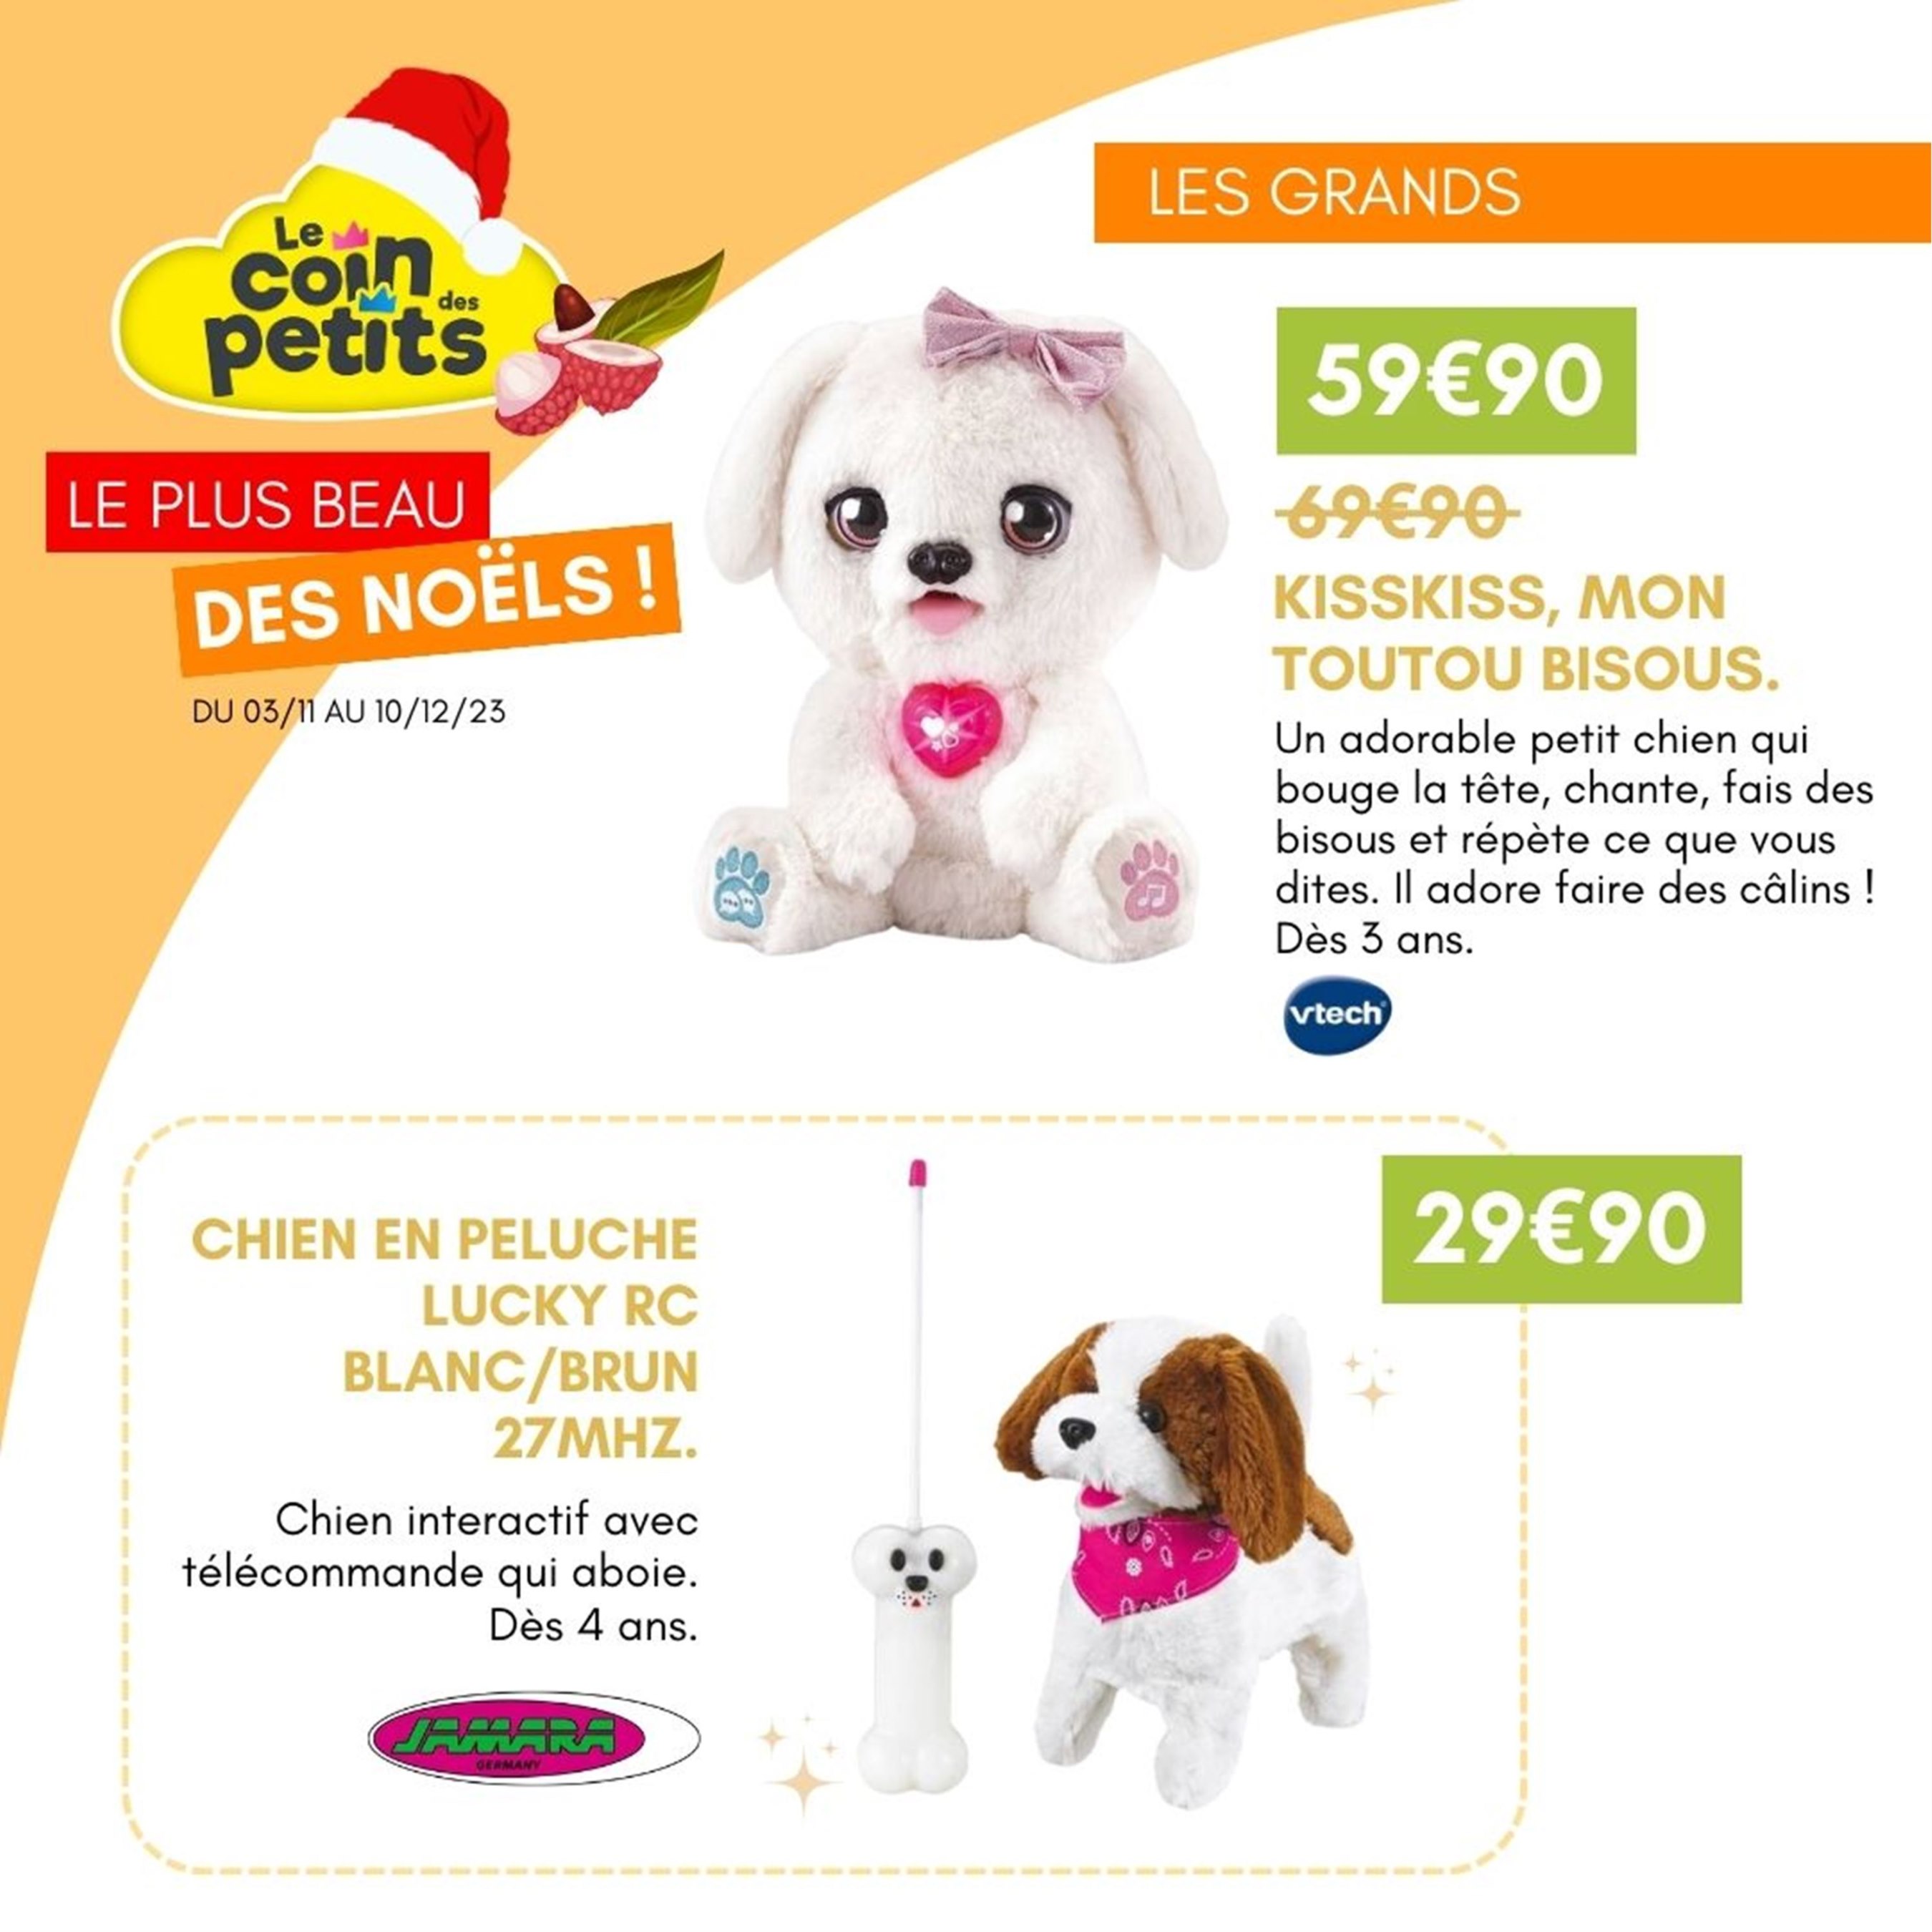 Le
coin
des
petits
LE PLUS BEAU
DES NOËLS !
DU 03/11 AU 10/12/23
LES GRANDS
59€90
69€90
KISSKISS, MON
TOUTOU BISOUS.
Un adorable petit chien qui
bouge la tête, chante, fais des
bisous et répète ce que vous
dites. Il adore faire des câlins !
Dès 3 ans.
vtech
29€90
CHIEN EN PELUCHE
LUCKY RC
BLANC/BRUN
27MHZ.
Chien interactif avec
télécommande qui aboie.
Dès 4 ans.
JAMARA
GERMANY